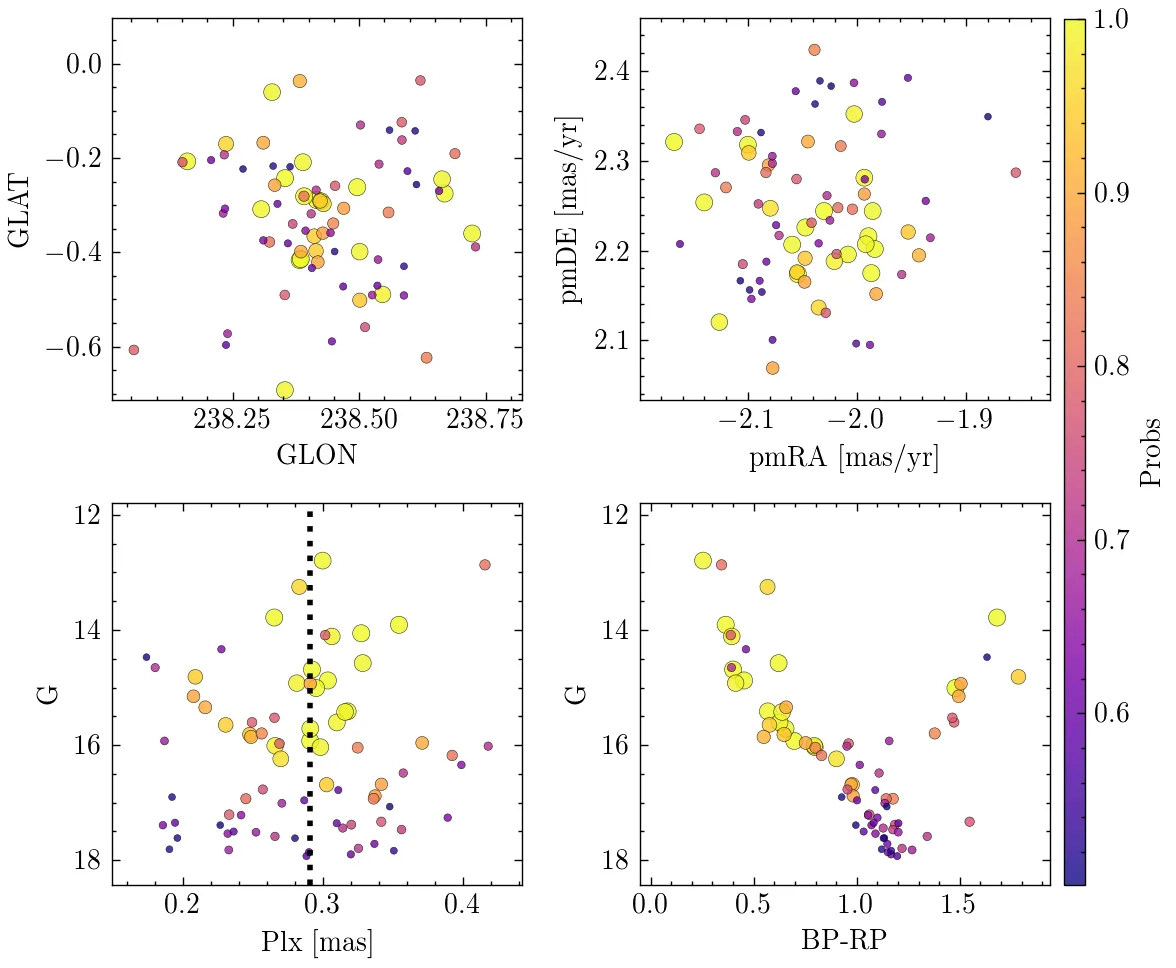 0.0
−0.2
−0.4
−0.6
GLAT
238.25 238.50 238.75
GLON
2.4
2.3
2.2
2.1
pmDE [mas/yr]
−2.1 −2.0 −1.9
pmRA [mas/yr]
1.0
0.9
0.8
0.7
0.6
Probs
12
14
16
18
G
0.2 0.3 0.4
Plx [mas]
12
14
16
18
G
0.0 0.5 1.0 1.5
BP-RP